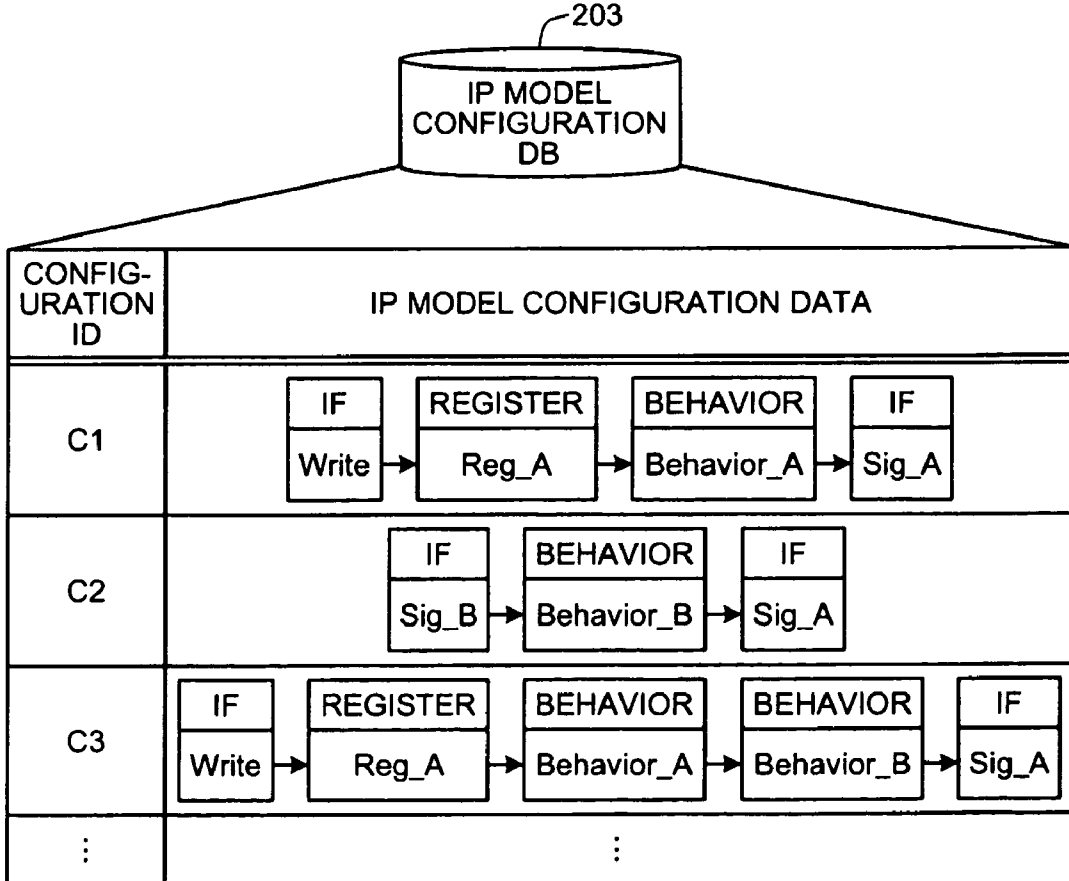 203
IP MODEL
CONFIGURATION
DB
CONFIG-
URATION
ID
IP MODEL CONFIGURATION DATA
C1
IF REGISTER BEHAVIOR IF
Write Reg_A Behavior_A Sig_A
C2
IF BEHAVIOR IF
Sig_B Behavior_B Sig_A
C3
IF REGISTER BEHAVIOR BEHAVIOR IF
Write Reg_A Behavior_A Behavior_B Sig_A
⋮ ⋮